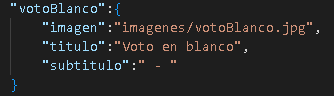 "votoBlanco":{
"imagen":"imagenes/votoBlanco.jpg",
"titulo":"Voto en blanco",
"subtitulo":" - "
}